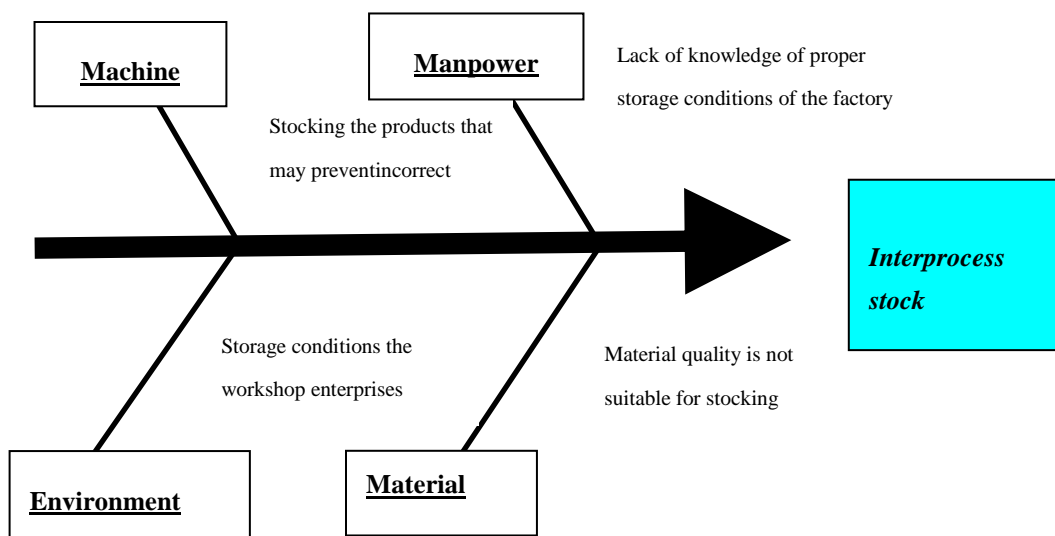 Machine
Stocking the products that
may preventincorrect
Manpower
Lack of knowledge of proper
storage conditions of the factory
Interprocess
stock
Storage conditions the
workshop enterprises
Environment
Material quality is not
suitable for stocking
Material